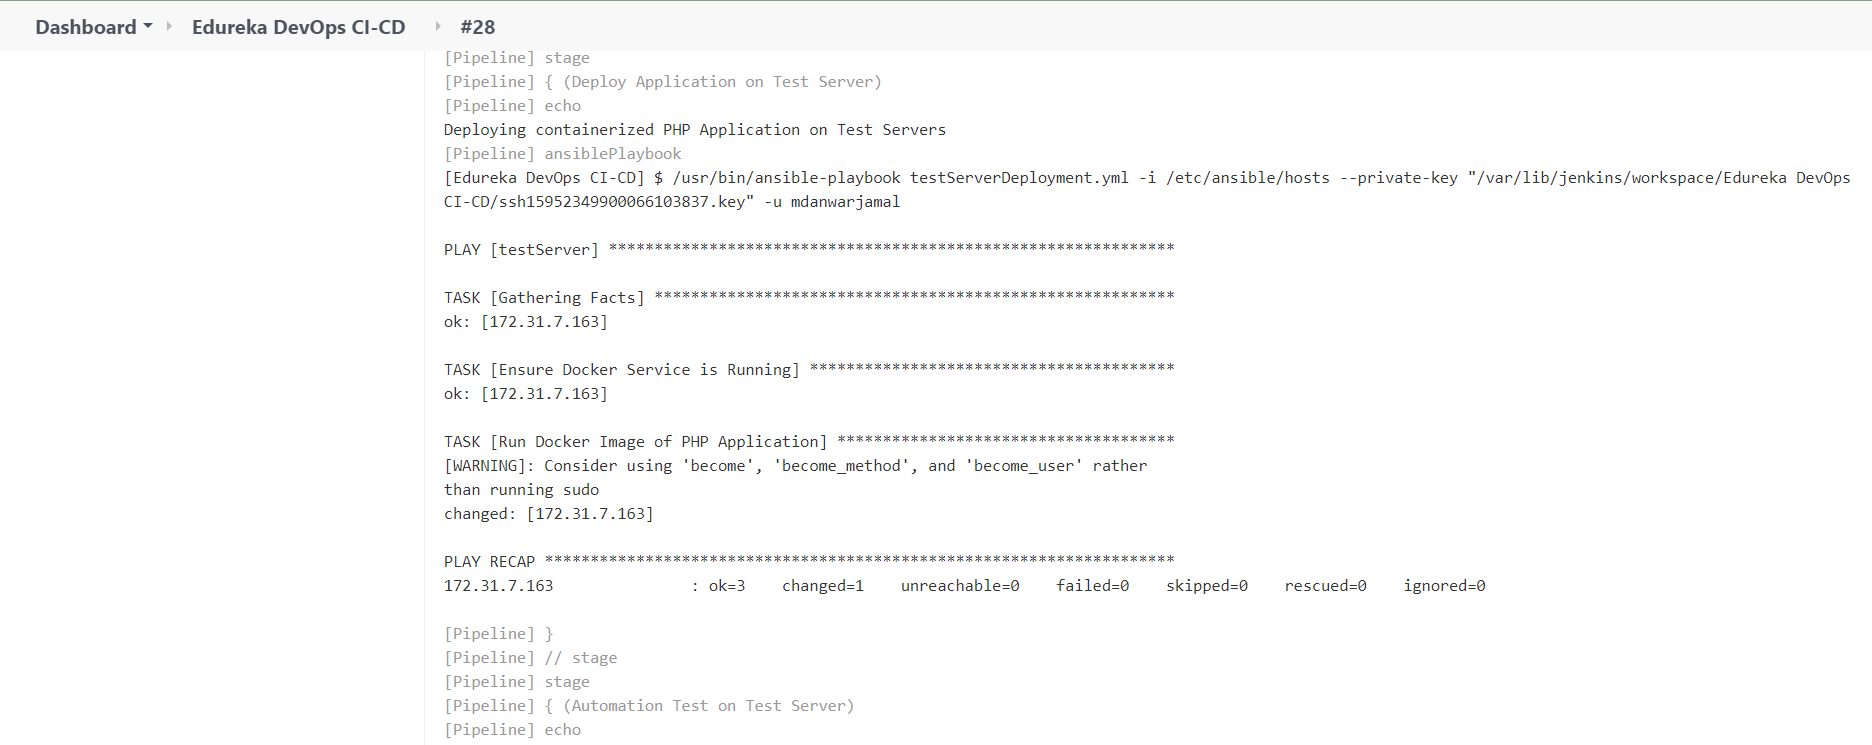 Dashboard Edureka DevOps CI-CD #28
[Pipeline] stage
[Pipeline] { (Deploy Application on Test Server)
[Pipeline] echo
Deploying containerized PHP Application on Test Servers
[Pipeline] ansiblePlaybook
[Edureka DevOps CI-CD] $ /usr/bin/ansible-playbook testServerDeployment.yml -i /etc/ansible/hosts --private-key "/var/lib/jenkins/workspace/Edureka DevOps
CI-CD/ssh15952349900066103837.key" -u mdanwarjamal
PLAY [testServer] **************************************************************
TASK [Gathering Facts] *********************************************************
ok: [172.31.7.163]
TASK [Ensure Docker Service is Running] ****************************************
ok: [172.31.7.163]
TASK [Run Docker Image of PHP Application] *************************************
[WARNING]: Consider using 'become', 'become_method', and 'become_user' rather
than running sudo
changed: [172.31.7.163]
PLAY RECAP *********************************************************************
172.31.7.163 : ok=3 changed=1 unreachable=0 failed=0 skipped=0 rescued=0 ignored=0
[Pipeline] }
[Pipeline] // stage
[Pipeline] stage
[Pipeline] { (Automation Test on Test Server)
[Pipeline] echo